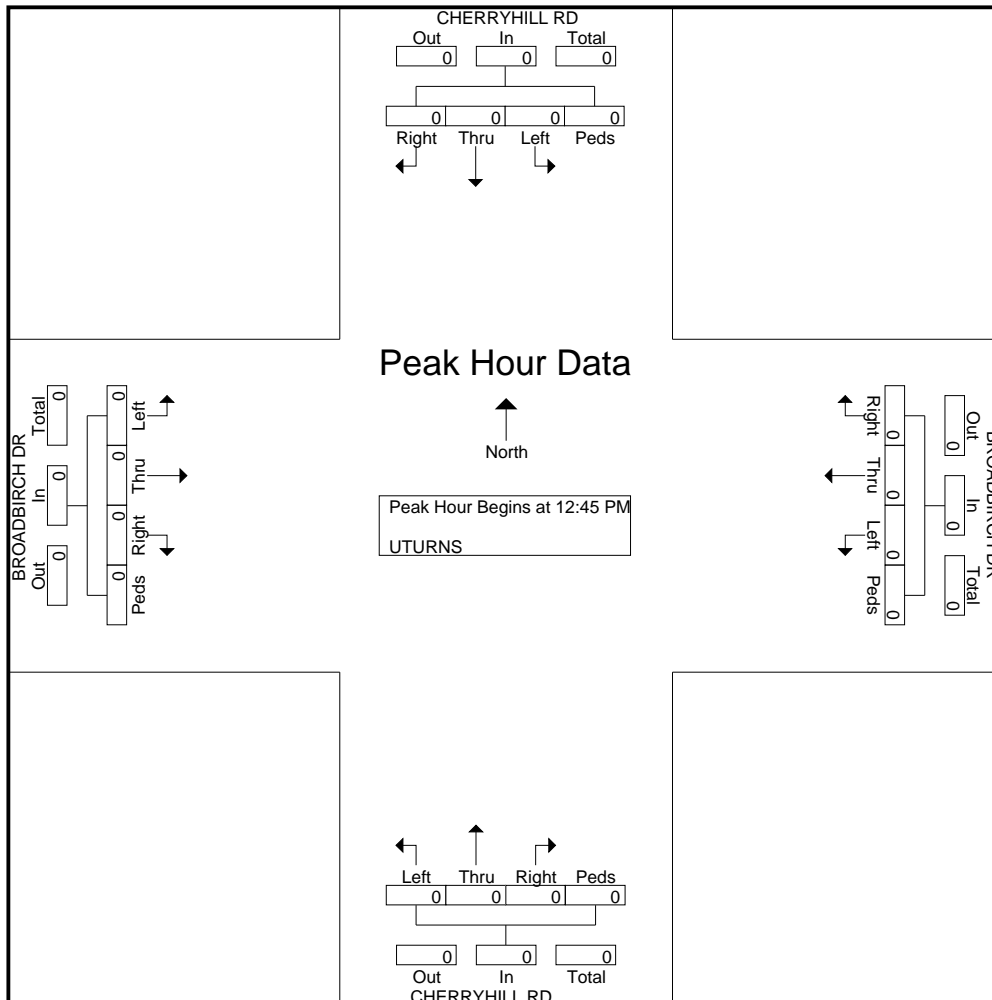 CHERRYHILL RD
Out In Total
0 0 0
0 0 0 0
Right Thru Left Peds
Peak Hour Data
North
Peak Hour Begins at 12:45 PM
UTURNS
BROADBIRCH DR
Total In Out
0 0 0
0 0 0 0
Left Thru Right Peds
Right Thru Left Peds
0 0 0 0
0 0 0
Out In Total
BROADBIRCH DR
Left Thru Right Peds
0 0 0 0
0 0 0
Out In Total
CHERRYHILL RD